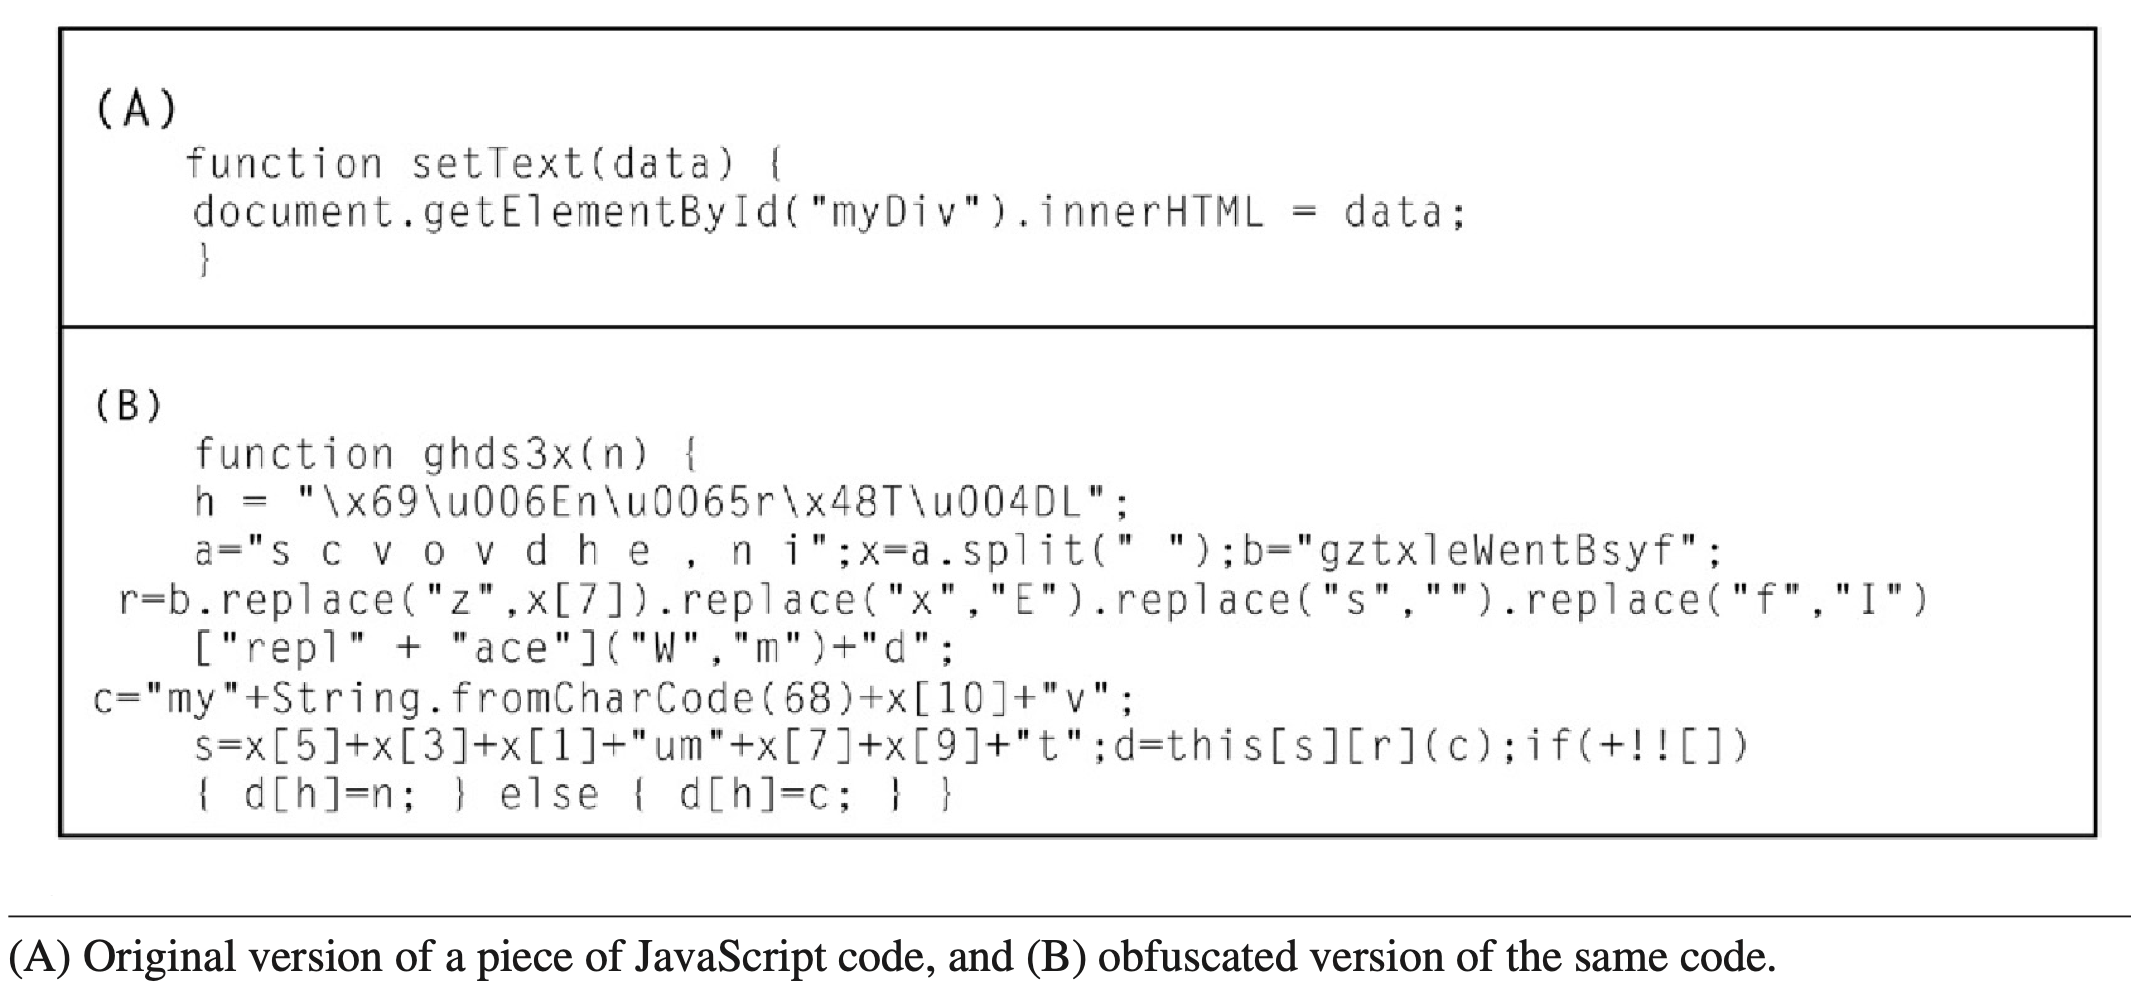 (A)
function setText(data) {
document.getElementById("myDiv").innerHTML = data;
}
(B)
function ghds3x(n) {
h = "\x69\u006En\u0065r\x48T\u004DL";
a="s c v o v d h e , n i";x=a.split(" ");b="gztxleWentBsyf";
r=b.replace("z",x[7]).replace("x","E").replace("s","").replace("f","I")
["repl" + "ace"]("W","m")+"d";
c="my"+String.fromCharCode(68)+x[10]+"v";
s=x[5]+x[3]+x[1]+"um"+x[7]+x[9]+"t";d=this[s][r](c);if(+!![])
{ d[h]=n; } else { d[h]=c; } }
(A) Original version of a piece of JavaScript code, and (B) obfuscated version of the same code.